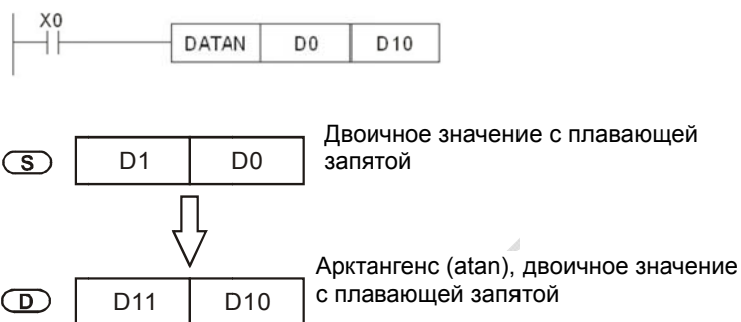 X0
DATAN D0 D10
S D1 D0 Двоичное значение с плавающей
запятой
D D11 D10 Арктангенс (atan), двоичное значение
с плавающей запятой